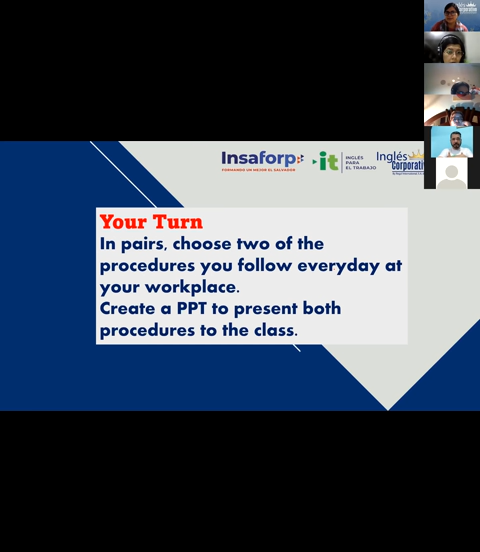 Insaforp
FORMANDO UN MEJOR EL SALVADOR
it
INGLÉS
PARA
EL TRABAJO
Inglés
Corporativ
Your Turn
In pairs, choose two of the
procedures you follow everyday at
your workplace.
Create a PPT to present both
procedures to the class.